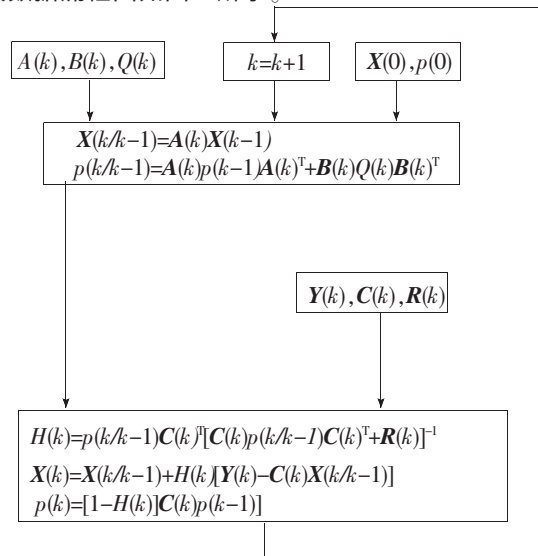 A(k),B(k),Q(k)
k=k+1
X(0),p(0)
X(k/k−1)=A(k)X(k−1)
p(k/k−1)=A(k)p(k−1)A(k)ᵀ+B(k)Q(k)B(k)ᵀ
Y(k),C(k),R(k)
H(k)=p(k/k−1)C(k)ᵀ[C(k)p(k/k−1)C(k)ᵀ+R(k)]⁻¹
X(k)=X(k/k−1)+H(k)[Y(k)−C(k)X(k/k−1)]
p(k)=[1−H(k)]C(k)p(k−1)]